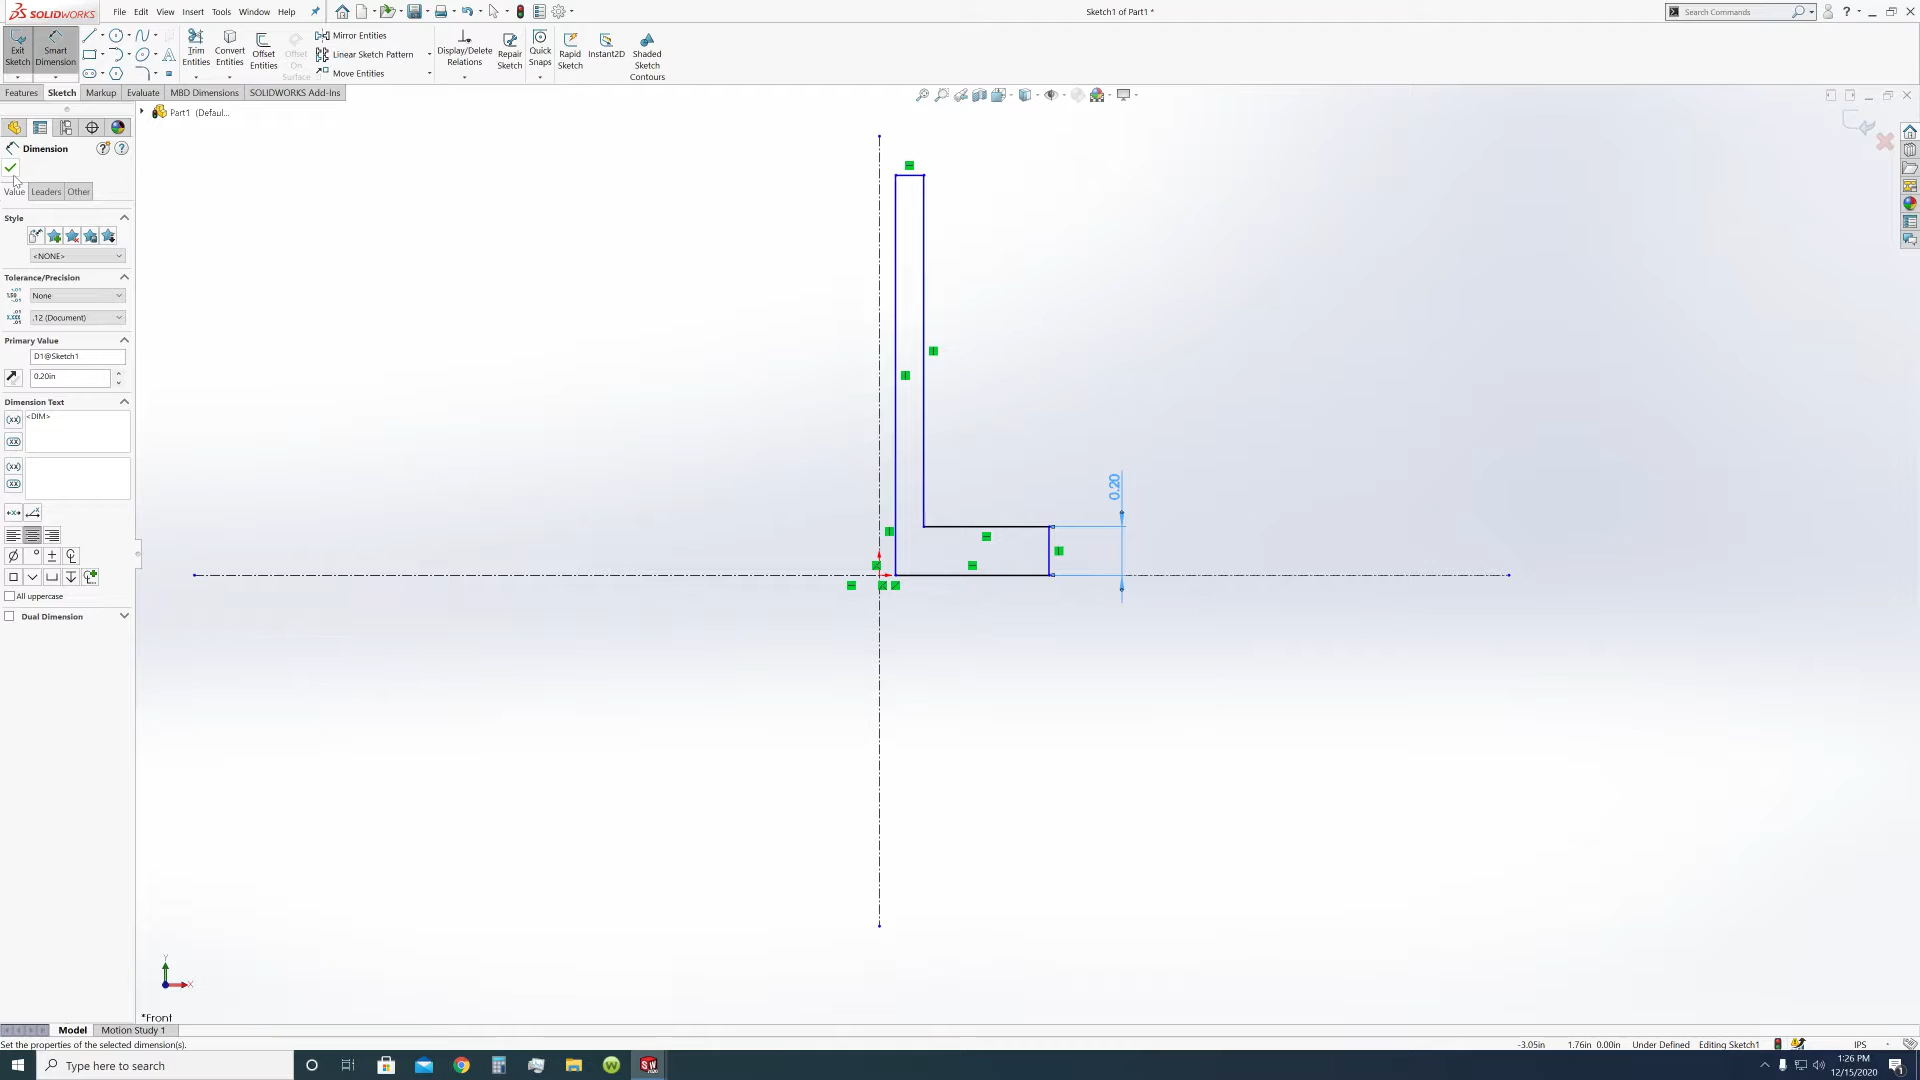 SOLIDWORKS File Edit View Insert Tools Window Help Sketch1 of Part1 * Search Commands
Exit Sketch Smart Dimension Trim Entities Convert Entities Offset Entities Offset On Surface Mirror Entities Linear Sketch Pattern Move Entities Display/Delete Relations Repair Sketch Quick Snaps Rapid Sketch Instant2D Shaded Sketch Contours
Features Sketch Markup Evaluate MBD Dimensions SOLIDWORKS Add-Ins
Part1 (Defaul...
Dimension
Value Leaders Other
Style
<NONE>
Tolerance/Precision
None
.12 (Document)
Primary Value
D1@Sketch1
0.20in
Dimension Text
<DIM>
All uppercase
Dual Dimension
0.20
Y
X
*Front
Model Motion Study 1
Set the properties of the selected dimension(s). -3.05in 1.76in 0.00in Under Defined Editing Sketch1 IPS
Type here to search
1:26 PM
12/15/2020